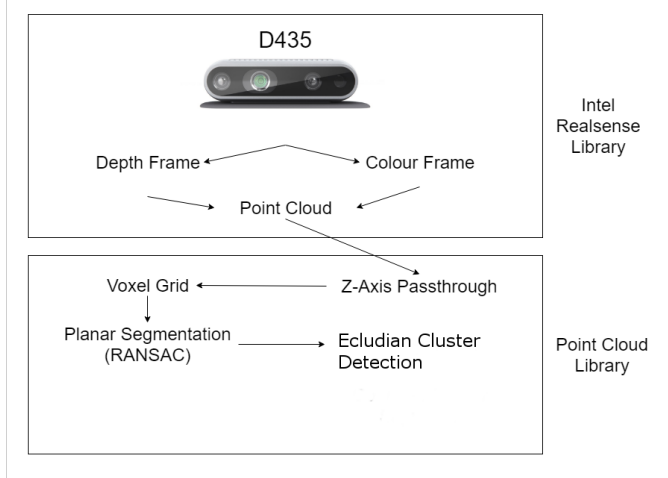 D435
Intel
Realsense
Library
Depth Frame
Colour Frame
Point Cloud
Voxel Grid
Z-Axis Passthrough
Planar Segmentation
(RANSAC)
Ecludian Cluster
Detection
Point Cloud
Library